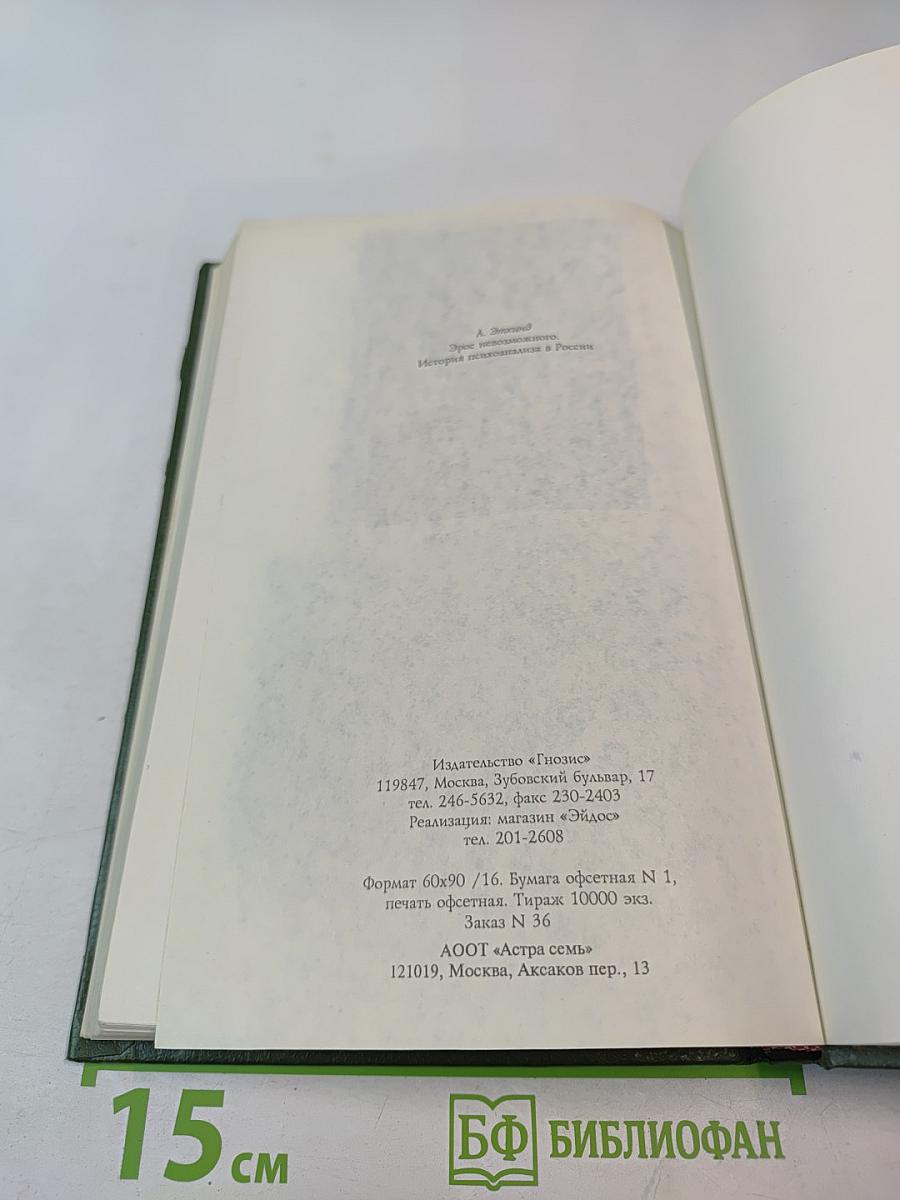 А. Эткинд
Эрос невозможного.
История психоанализа в России
Издательство «Гнозис»
119847, Москва, Зубовский бульвар, 17
тел. 246-5632, факс 230-2403
Реализация: магазин «Эйдос»
тел. 201-2608
Формат 60х90 /16. Бумага офсетная N 1,
печать офсетная. Тираж 10000 экз.
Заказ N 36
АООТ «Астра семь»
121019, Москва, Аксаков пер., 13
15 см
БФ БИБЛИОФАН